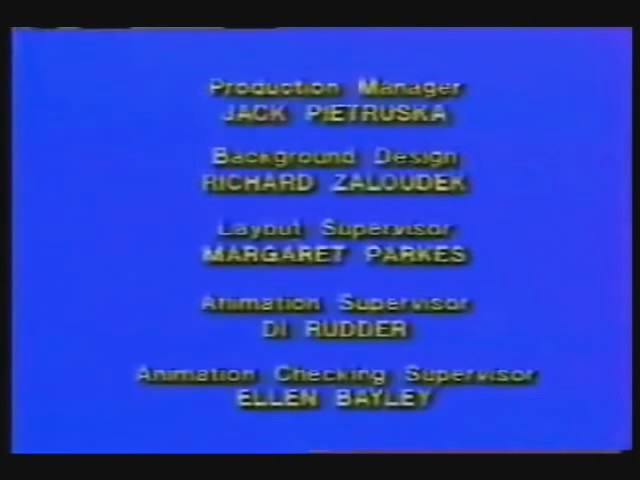 Production Manager
JACK PIETRUSKA
Background Design
RICHARD ZALOUDEK
Layout Supervisor
MARGARET PARKES
Animation Supervisor
DI RUDDER
Animation Checking Supervisor
ELLEN BAYLEY